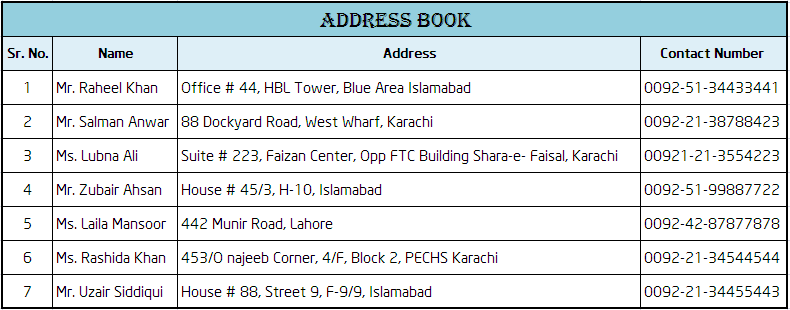 ADDRESS BOOK
Sr. No. Name Address Contact Number
1 Mr. Raheel Khan Office # 44, HBL Tower, Blue Area Islamabad 0092-51-34433441
2 Mr. Salman Anwar 88 Dockyard Road, West Wharf, Karachi 0092-21-38788423
3 Ms. Lubna Ali Suite # 223, Faizan Center, Opp FTC Building Shara-e- Faisal, Karachi 00921-21-3554223
4 Mr. Zubair Ahsan House # 45/3, H-10, Islamabad 0092-51-99887722
5 Ms. Laila Mansoor 442 Munir Road, Lahore 0092-42-87877878
6 Ms. Rashida Khan 453/O najeeb Corner, 4/F, Block 2, PECHS Karachi 0092-21-34544544
7 Mr. Uzair Siddiqui House # 88, Street 9, F-9/9, Islamabad 0092-21-34455443